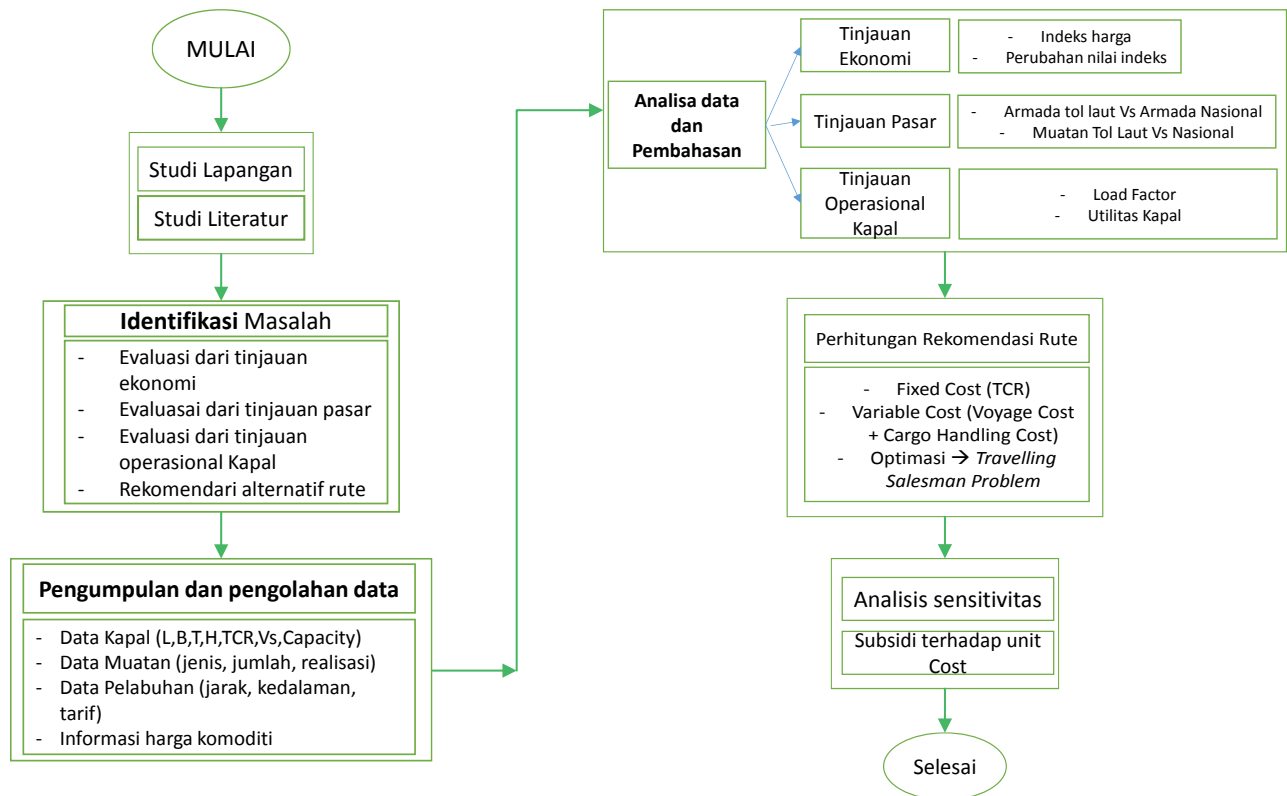 MULAI
Studi Lapangan
Studi Literatur
Identifikasi Masalah
- Evaluasi dari tinjauan
ekonomi
- Evaluasai dari tinjauan pasar
- Evaluasi dari tinjauan
operasional Kapal
- Rekomendari alternatif rute
Pengumpulan dan pengolahan data
- Data Kapal (L,B,T,H,TCR,Vs,Capacity)
- Data Muatan (jenis, jumlah, realisasi)
- Data Pelabuhan (jarak, kedalaman,
tarif)
- Informasi harga komoditi
Analisa data
dan
Pembahasan
Tinjauan
Ekonomi
- Indeks harga
- Perubahan nilai indeks
Tinjauan Pasar
- Armada tol laut Vs Armada Nasional
- Muatan Tol Laut Vs Nasional
Tinjauan
Operasional
Kapal
- Load Factor
- Utilitas Kapal
Perhitungan Rekomendasi Rute
- Fixed Cost (TCR)
- Variable Cost (Voyage Cost
+ Cargo Handling Cost)
- Optimasi → Travelling
Salesman Problem
Analisis sensitivitas
Subsidi terhadap unit
Cost
Selesai